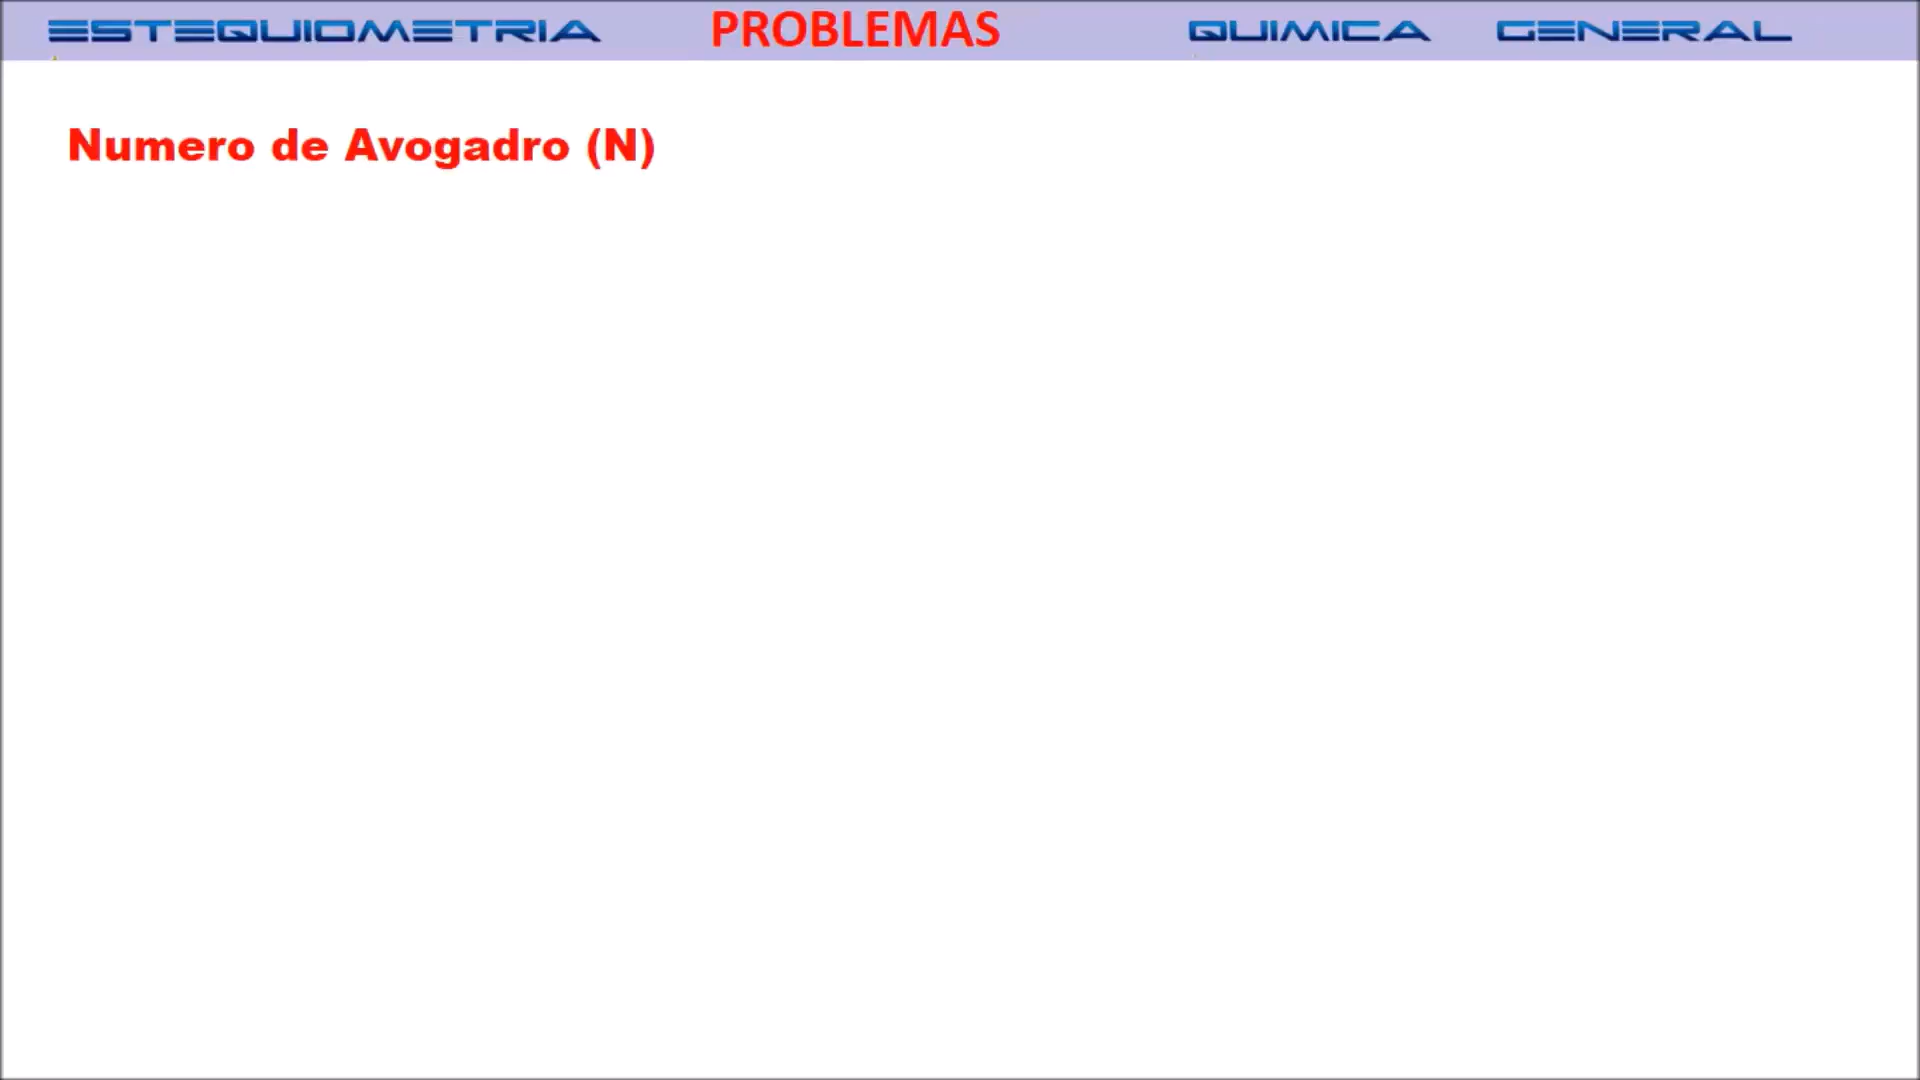 ESTEQUIOMETRIA PROBLEMAS QUIMICA GENERAL
Numero de Avogadro (N)